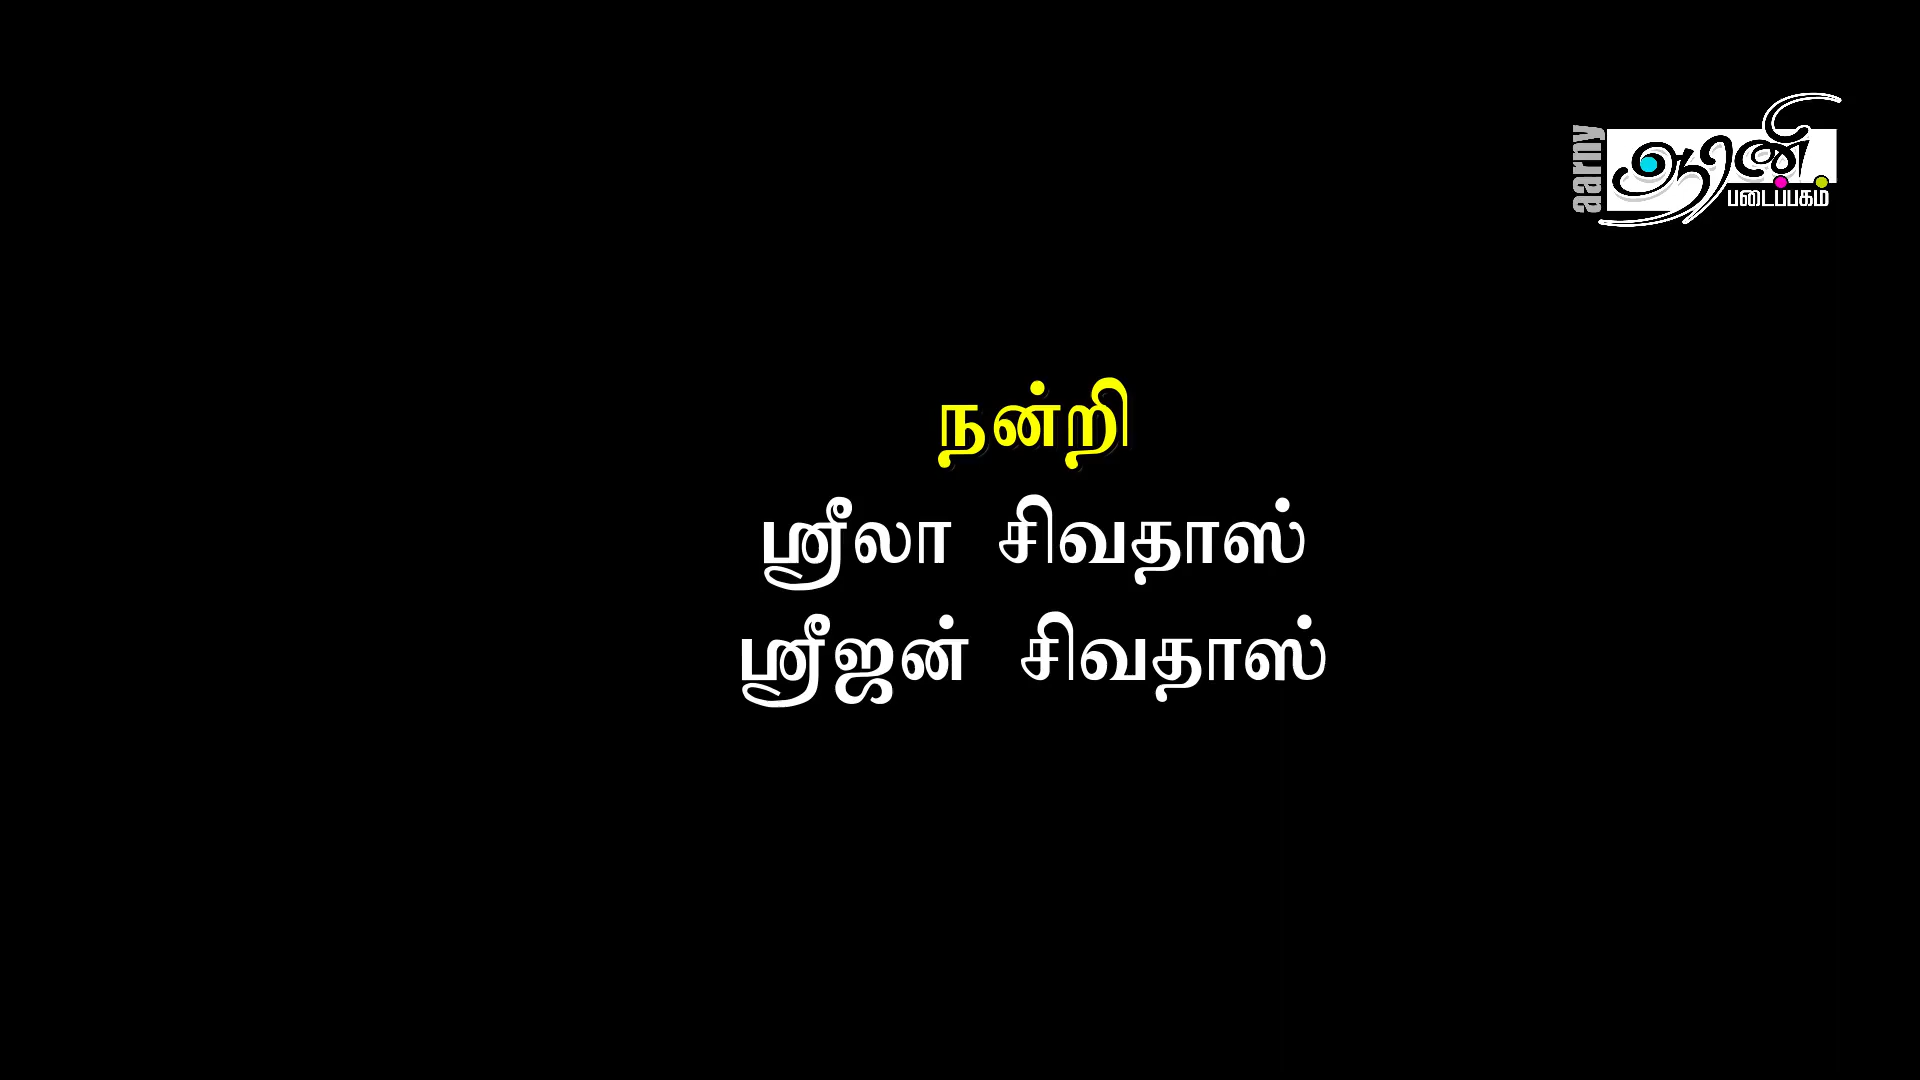 aarny
ஆரனி
படைப்பகம்
நன்றி
ஸ்ரீலா சிவதாஸ்
ஸ்ரீஜன் சிவதாஸ்